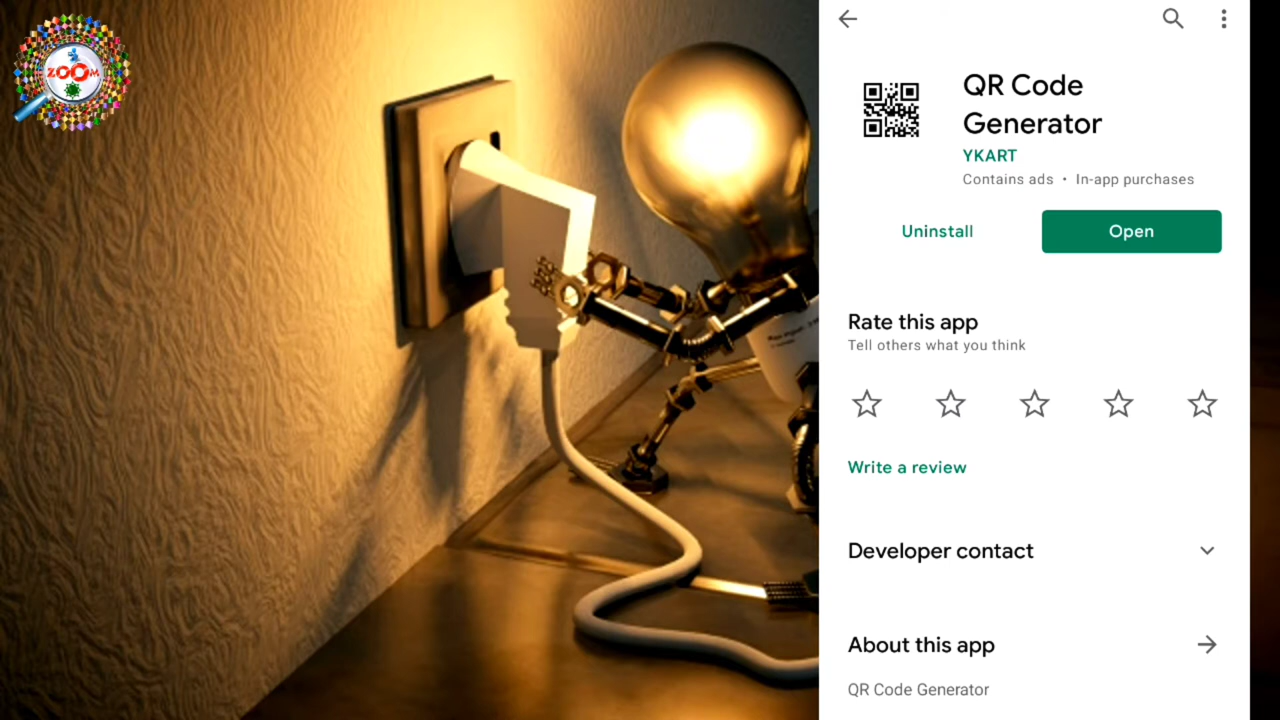 ZOOM
QR Code
Generator
YKART
Contains ads • In-app purchases
Uninstall
Open
Rate this app
Tell others what you think
Write a review
Developer contact
About this app
QR Code Generator